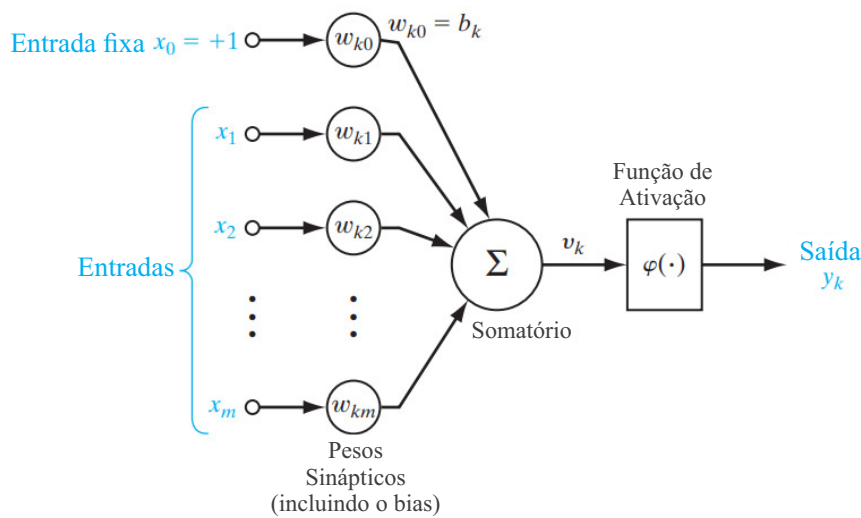 Entrada fixa x₀ = +1
wₖ₀
wₖ₀ = bₖ
x₁
wₖ₁
Função de
Ativação
x₂
wₖ₂
Entradas
Σ
vₖ
φ(·)
Saída
yₖ
Somatório
xₘ
wₖₘ
Pesos
Sinápticos
(incluindo o bias)